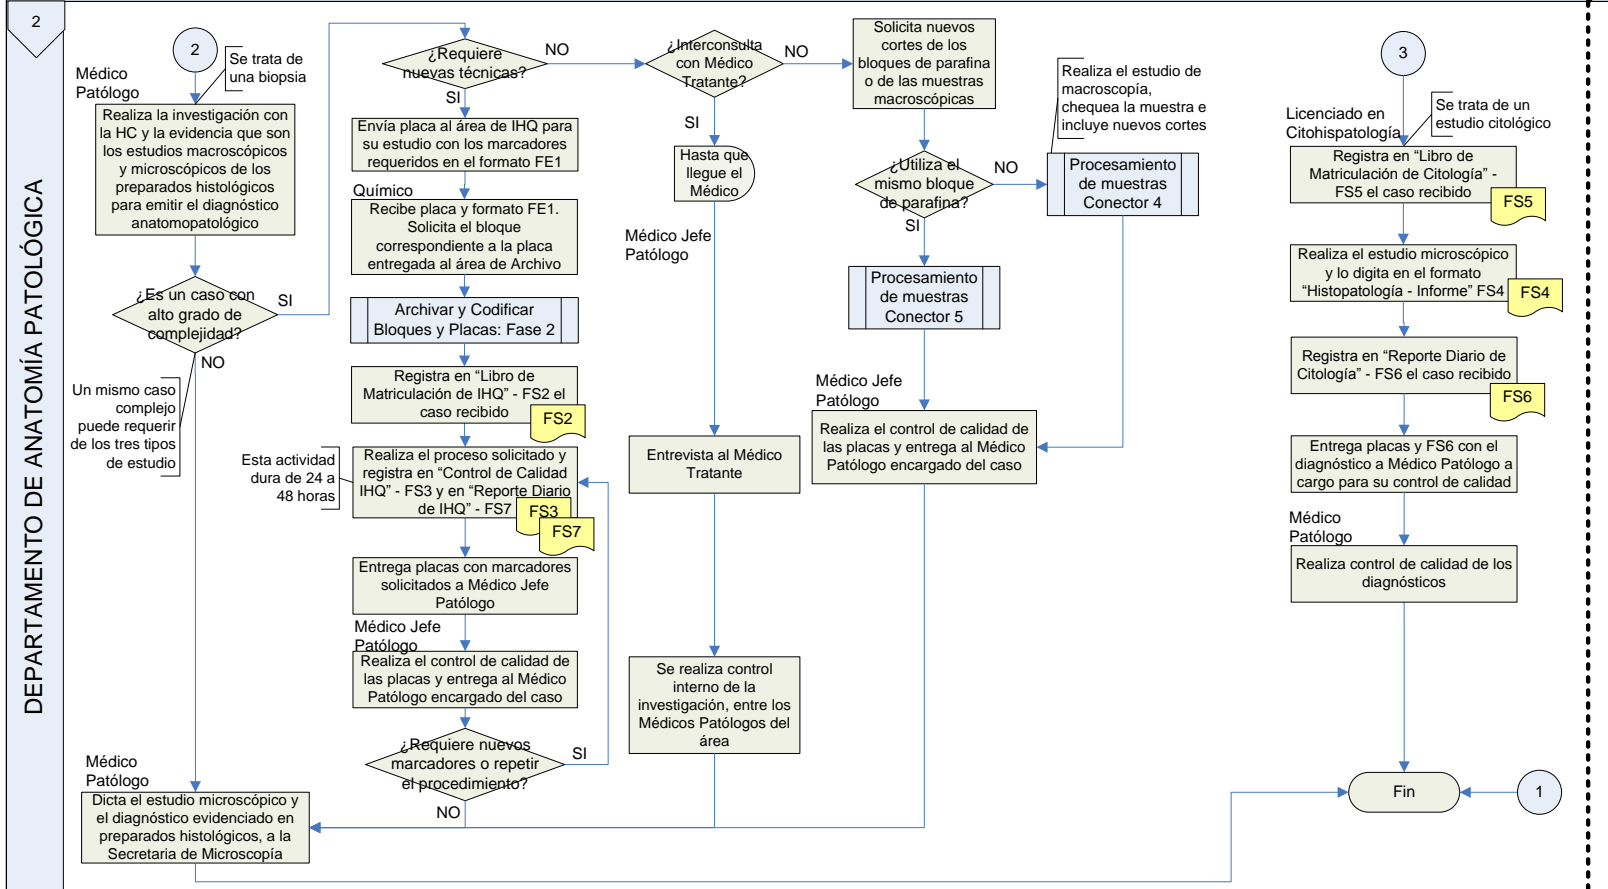 2
DEPARTAMENTO DE ANATOMÍA PATOLÓGICA
2
Se trata de
una biopsia
Médico
Patólogo
Realiza la investigación con
la HC y la evidencia que son
los estudios macroscópicos
y microscópicos de los
preparados histológicos
para emitir el diagnóstico
anatomopatológico
¿Es un caso con
alto grado de
complejidad?
SI
NO
Un mismo caso
complejo
puede requerir
de los tres tipos
de estudio
Médico
Patólogo
Dicta el estudio microscópico y
el diagnóstico evidenciado en
preparados histológicos, a la
Secretaria de Microscopía
¿Requiere
nuevas técnicas?
NO
SI
Envía placa al área de IHQ para
su estudio con los marcadores
requeridos en el formato FE1
Químico
Recibe placa y formato FE1.
Solicita el bloque
correspondiente a la placa
entregada al área de Archivo
Archivar y Codificar
Bloques y Placas: Fase 2
Registra en “Libro de
Matriculación de IHQ” - FS2 el
caso recibido
FS2
Esta actividad
dura de 24 a
48 horas
Realiza el proceso solicitado y
registra en “Control de Calidad
IHQ” - FS3 y en “Reporte Diario
de IHQ” - FS7
FS3
FS7
Entrega placas con marcadores
solicitados a Médico Jefe
Patólogo
Médico Jefe
Patólogo
Realiza el control de calidad de
las placas y entrega al Médico
Patólogo encargado del caso
¿Requiere nuevos
marcadores o repetir
el procedimiento?
SI
NO
¿Interconsulta
con Médico
Tratante?
NO
SI
Hasta que
llegue el
Médico
Médico Jefe
Patólogo
Entrevista al Médico
Tratante
Se realiza control
interno de la
investigación, entre los
Médicos Patólogos del
área
Solicita nuevos
cortes de los
bloques de parafina
o de las muestras
macroscópicas
¿Utiliza el
mismo bloque
de parafina?
NO
SI
Realiza el estudio de
macroscopía,
chequea la muestra e
incluye nuevos cortes
Procesamiento
de muestras
Conector 4
Procesamiento
de muestras
Conector 5
Médico Jefe
Patólogo
Realiza el control de calidad de
las placas y entrega al Médico
Patólogo encargado del caso
3
Se trata de un
estudio citológico
Licenciado en
Citohispatología
Registra en “Libro de
Matriculación de Citología” -
FS5 el caso recibido
FS5
Realiza el estudio microscópico
y lo digita en el formato
“Histopatología - Informe” FS4
FS4
Registra en “Reporte Diario de
Citología” - FS6 el caso recibido
FS6
Entrega placas y FS6 con el
diagnóstico a Médico Patólogo a
cargo para su control de calidad
Médico
Patólogo
Realiza control de calidad de los
diagnósticos
Fin
1